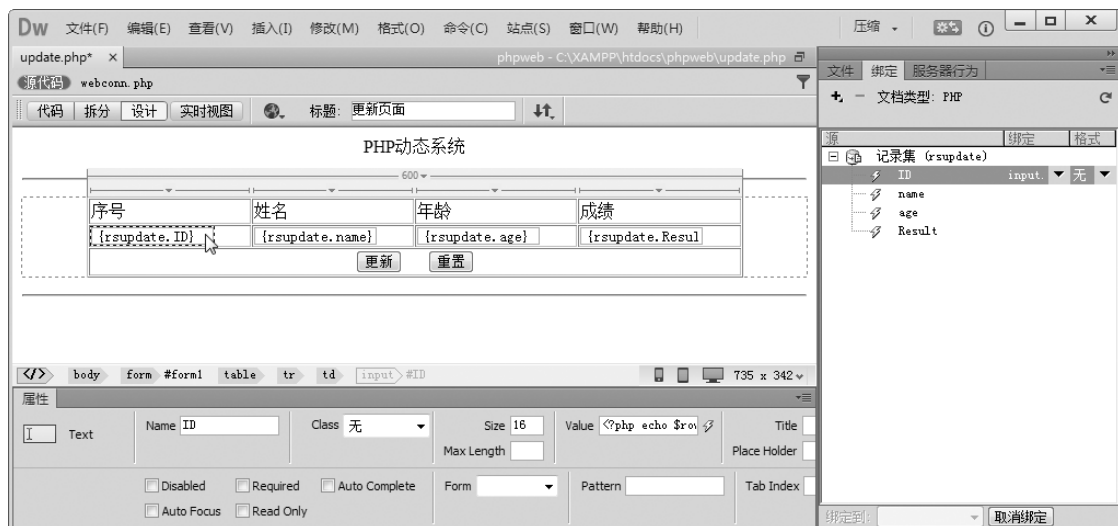 Dw 文件(F) 编辑(E) 查看(V) 插入(I) 修改(M) 格式(O) 命令(C) 站点(S) 窗口(W) 帮助(H) 压缩
update.php* × phpweb - C:\XAMPP\htdocs\phpweb\update.php
源代码 webconn.php
代码 拆分 设计 实时视图 标题: 更新页面
PHP动态系统
600
序号 姓名 年龄 成绩
{rsupdate.ID} {rsupdate.name} {rsupdate.age} {rsupdate.Resul
更新 重置
</> body form #form1 table tr td input #ID 735 x 342
属性
Text Name ID Class 无 Size 16 Value <?php echo $rov Title
Max Length Place Holder
Disabled Required Auto Complete Form Pattern Tab Index
Auto Focus Read Only
文件 绑定 服务器行为
文档类型: PHP
源 绑定 格式
记录集 (rsupdate)
ID input. 无
name
age
Result
绑定到: 取消绑定